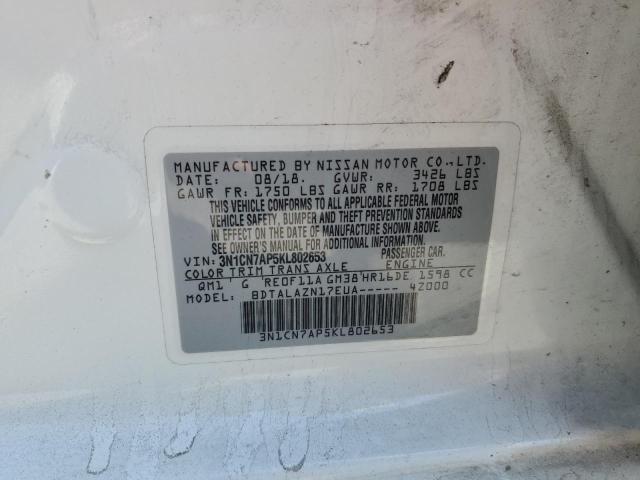 MANUFACTURED BY NISSAN MOTOR CO.,LTD.
DATE: 08/18. GVWR: 3426 LBS
GAWR FR: 1750 LBS GAWR RR: 1708 LBS
THIS VEHICLE CONFORMS TO ALL APPLICABLE FEDERAL MOTOR
VEHICLE SAFETY, BUMPER AND THEFT PREVENTION STANDARDS
IN EFFECT ON THE DATE OF MANUFACTURE SHOWN ABOVE.
SEE OWNER'S MANUAL FOR ADDITIONAL INFORMATION.
VIN: 3N1CN7AP5KL802653 PASSENGER CAR.
COLOR TRIM TRANS AXLE ENGINE
QM1 G RE0F11A GM38 HR16DE 1598 CC
MODEL: BDTALAZN17EUA----- 42000
3N1CN7AP5KL802653